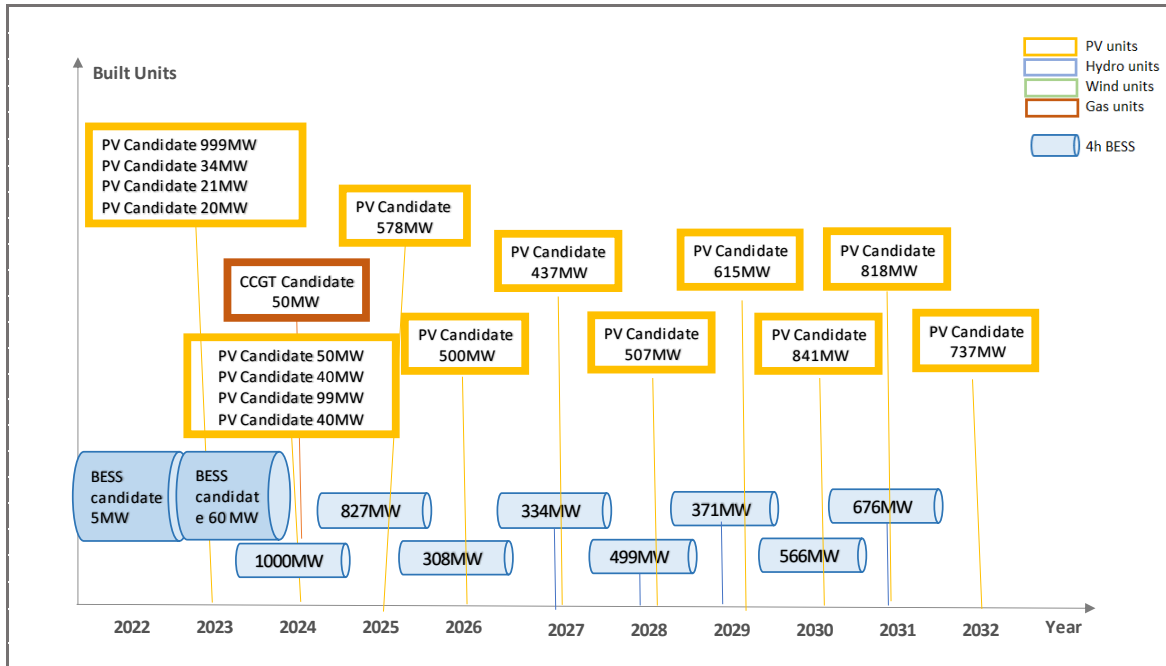 PV units
Hydro units
Wind units
Gas units
4h BESS
Built Units
PV Candidate 999MW
PV Candidate 34MW
PV Candidate 21MW
PV Candidate 20MW
PV Candidate
578MW
PV Candidate
437MW
PV Candidate
615MW
PV Candidate
818MW
CCGT Candidate
50MW
PV Candidate
500MW
PV Candidate
507MW
PV Candidate
841MW
PV Candidate
737MW
PV Candidate 50MW
PV Candidate 40MW
PV Candidate 99MW
PV Candidate 40MW
BESS
candidate
5MW
BESS
candidat
e 60 MW
827MW
334MW
371MW
676MW
1000MW
308MW
499MW
566MW
2022 2023 2024 2025 2026 2027 2028 2029 2030 2031 2032 Year